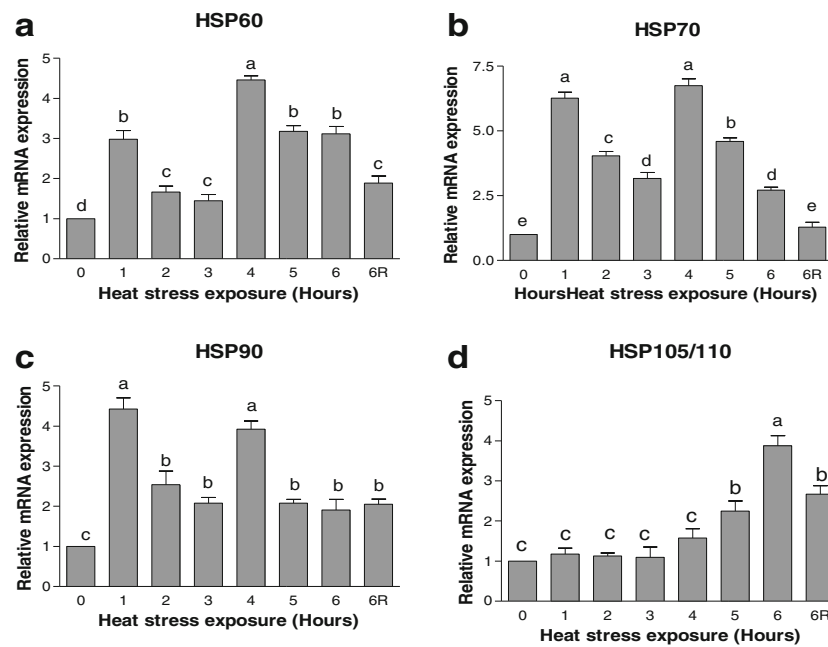 a
HSP60
Relative mRNA expression
5
4
3
2
1
0
d
b
c
c
a
b
b
c
0 1 2 3 4 5 6 6R
Heat stress exposure (Hours)
b
HSP70
Relative mRNA expression
7.5
5.0
2.5
0.0
e
a
c
d
a
b
d
e
0 1 2 3 4 5 6 6R
HoursHeat stress exposure (Hours)
c
HSP90
Relative mRNA expression
5
4
3
2
1
0
c
a
b
b
a
b
b
b
0 1 2 3 4 5 6 6R
Heat stress exposure (Hours)
d
HSP105/110
Relative mRNA expression
5
4
3
2
1
0
c
c
c
c
c
b
a
b
0 1 2 3 4 5 6 6R
Heat stress exposure (Hours)